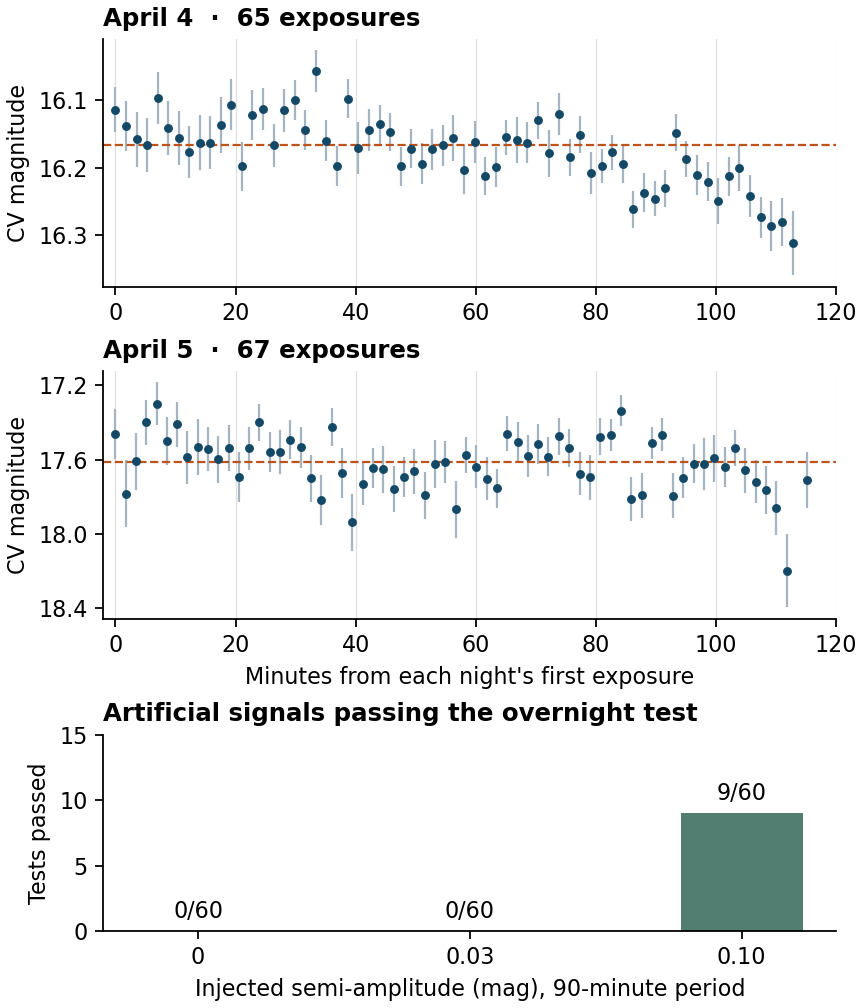 April 4 · 65 exposures
CV magnitude
16.1
16.2
16.3
0 20 40 60 80 100 120
April 5 · 67 exposures
CV magnitude
17.2
17.6
18.0
18.4
0 20 40 60 80 100 120
Minutes from each night's first exposure
Artificial signals passing the overnight test
Tests passed
15
10
5
0
0/60 0/60 9/60
0 0.03 0.10
Injected semi-amplitude (mag), 90-minute period